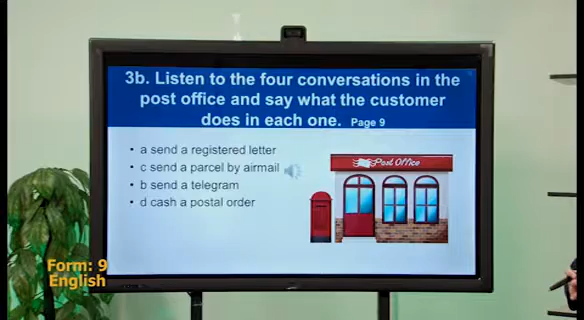 3b. Listen to the four conversations in the
post office and say what the customer
does in each one. Page 9
• a send a registered letter
• c send a parcel by airmail
• b send a telegram
• d cash a postal order
Post Office
Form: 9
English